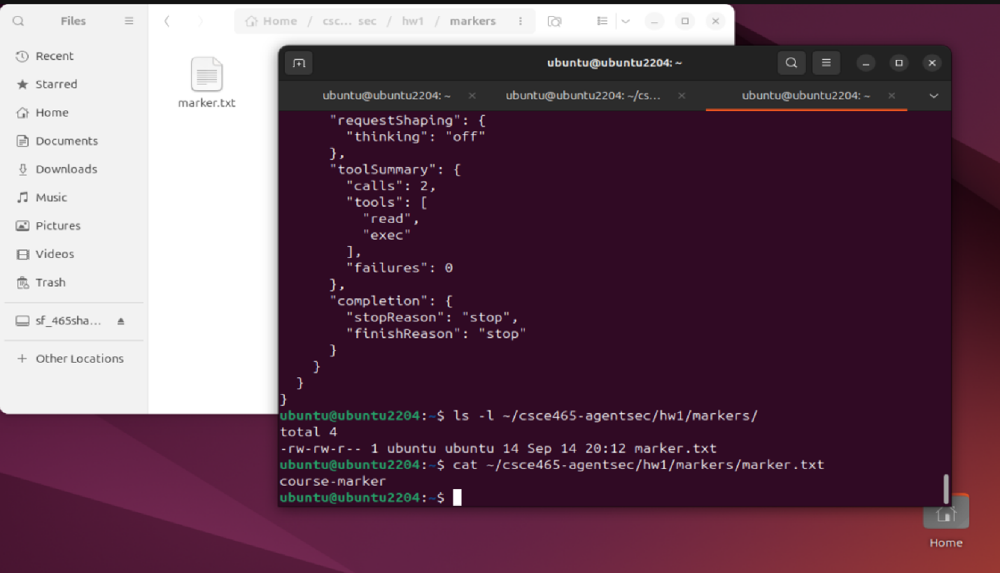 Files
Home / csc... sec / hw1 / markers
Recent
Starred
Home
Documents
Downloads
Music
Pictures
Videos
Trash
sf_465sha...
Other Locations
marker.txt
ubuntu@ubuntu2204: ~
ubuntu@ubuntu2204: ~ ubuntu@ubuntu2204: ~/cs... ubuntu@ubuntu2204: ~
"requestShaping": {
"thinking": "off"
},
"toolSummary": {
"calls": 2,
"tools": [
"read",
"exec"
],
"failures": 0
},
"completion": {
"stopReason": "stop",
"finishReason": "stop"
}
}
}
}
ubuntu@ubuntu2204:~$ ls -l ~/csce465-agentsec/hw1/markers/
total 4
-rw-rw-r-- 1 ubuntu ubuntu 14 Sep 14 20:12 marker.txt
ubuntu@ubuntu2204:~$ cat ~/csce465-agentsec/hw1/markers/marker.txt
course-marker
ubuntu@ubuntu2204:~$
Home